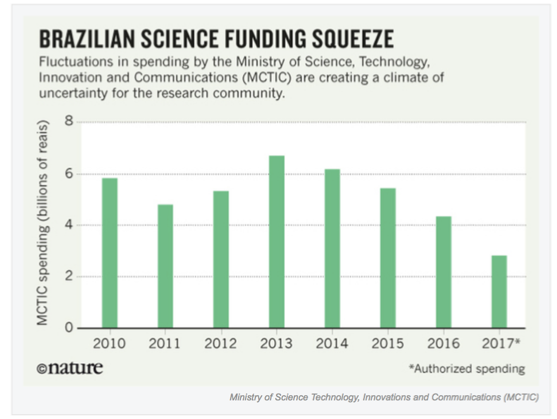 BRAZILIAN SCIENCE FUNDING SQUEEZE
Fluctuations in spending by the Ministry of Science, Technology,
Innovation and Communications (MCTIC) are creating a climate of
uncertainty for the research community.
MCTIC spending (billions of reais)
8
6
4
2
0
2010 2011 2012 2013 2014 2015 2016 2017*
©nature
*Authorized spending
Ministry of Science Technology, Innovations and Communications (MCTIC)